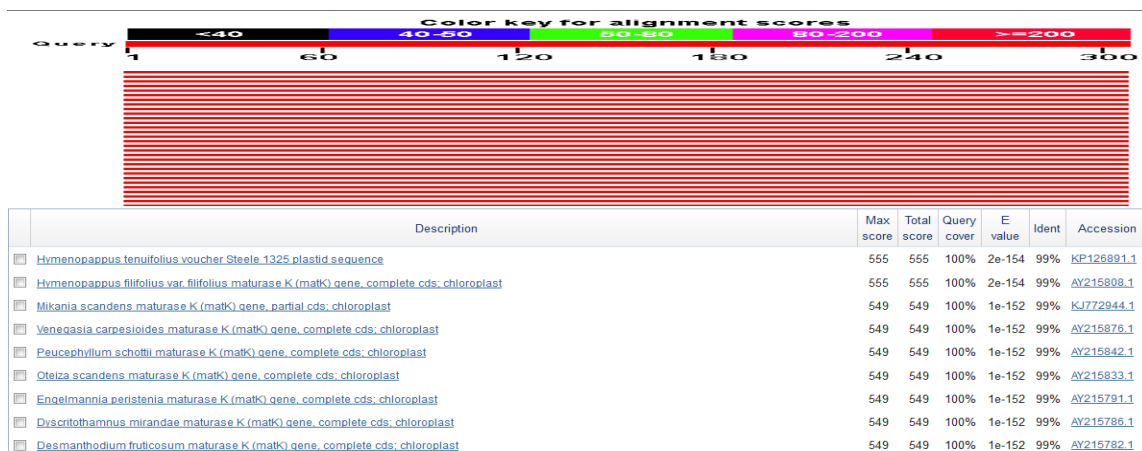 Color key for alignment scores
<40 40-50 50-80 80-200 >=200
Query
1 60 120 180 240 300
Description Max score Total score Query cover E value Ident Accession
Hymenopappus tenuifolius voucher Steele 1325 plastid sequence 555 555 100% 2e-154 99% KP126891.1
Hymenopappus filifolius var. filifolius maturase K (matK) gene, complete cds; chloroplast 555 555 100% 2e-154 99% AY215808.1
Mikania scandens maturase K (matK) gene, partial cds; chloroplast 549 549 100% 1e-152 99% KJ772944.1
Venegasia carpesioides maturase K (matK) gene, complete cds; chloroplast 549 549 100% 1e-152 99% AY215876.1
Peucephyllum schottii maturase K (matK) gene, complete cds; chloroplast 549 549 100% 1e-152 99% AY215842.1
Oteiza scandens maturase K (matK) gene, complete cds; chloroplast 549 549 100% 1e-152 99% AY215833.1
Engelmannia peristenia maturase K (matK) gene, complete cds; chloroplast 549 549 100% 1e-152 99% AY215791.1
Dyscritothamnus mirandae maturase K (matK) gene, complete cds; chloroplast 549 549 100% 1e-152 99% AY215786.1
Desmanthodium fruticosum maturase K (matK) gene, complete cds; chloroplast 549 549 100% 1e-152 99% AY215782.1